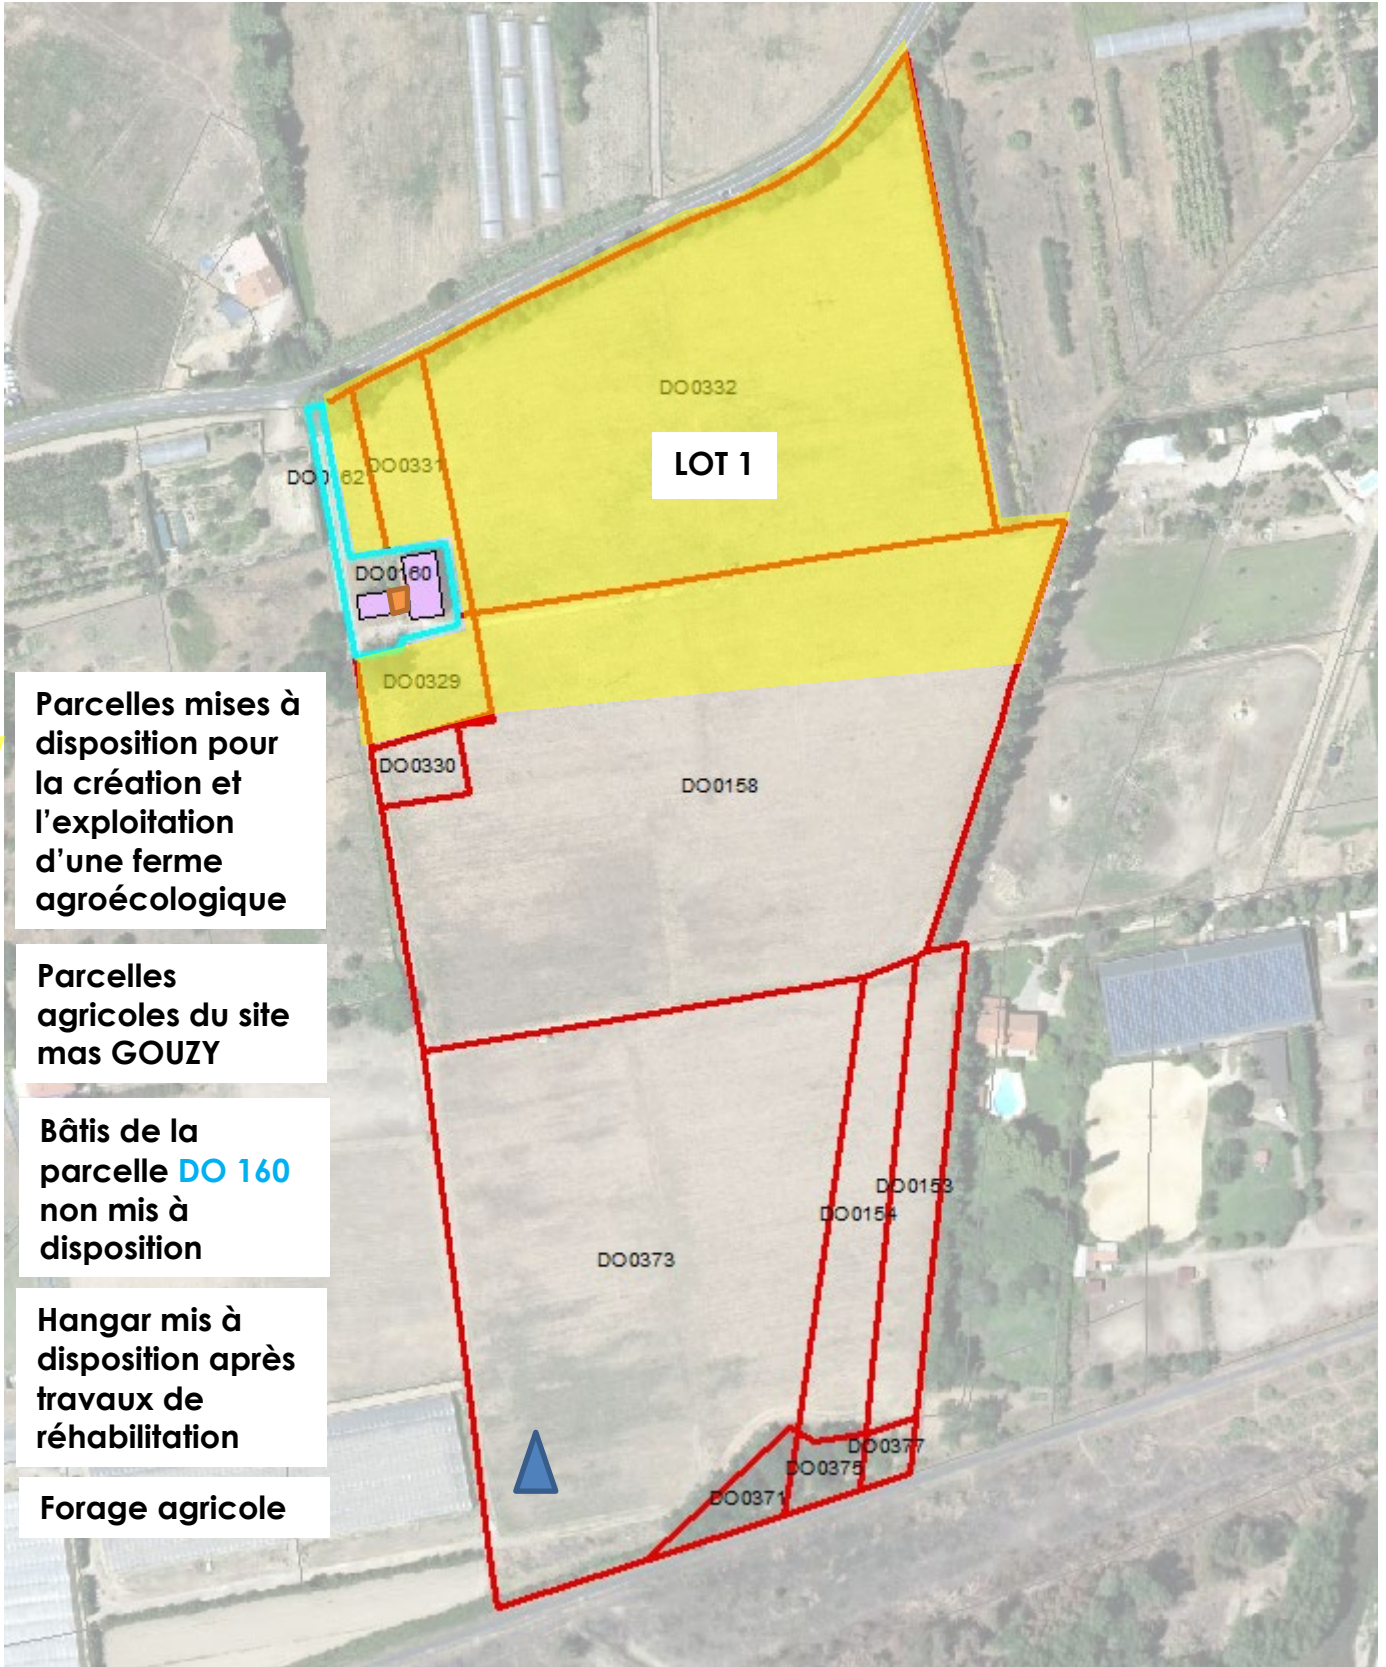 DO0332
LOT 1
DO0331
DO0162
DO0160
DO0329
DO0330
DO0158
Parcelles mises à
disposition pour
la création et
l’exploitation
d’une ferme
agroécologique
Parcelles
agricoles du site
mas GOUZY
Bâtis de la
parcelle DO 160
non mis à
disposition
Hangar mis à
disposition après
travaux de
réhabilitation
Forage agricole
DO0153
DO0154
DO0373
DO0377
DO0375
DO0371